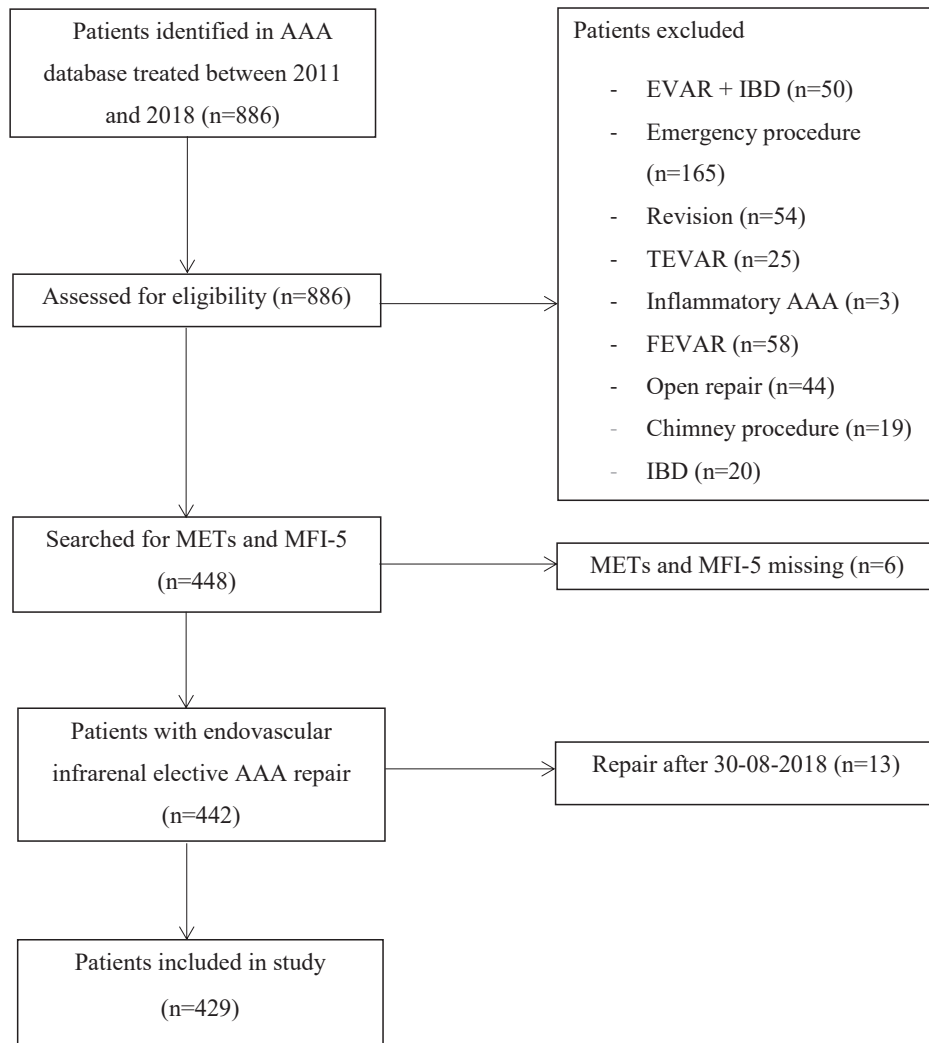 Patients identified in AAA
database treated between 2011
and 2018 (n=886)
Patients excluded
- EVAR + IBD (n=50)
- Emergency procedure
(n=165)
- Revision (n=54)
- TEVAR (n=25)
- Inflammatory AAA (n=3)
- FEVAR (n=58)
- Open repair (n=44)
- Chimney procedure (n=19)
- IBD (n=20)
Assessed for eligibility (n=886)
Searched for METs and MFI-5
(n=448)
METs and MFI-5 missing (n=6)
Patients with endovascular
infrarenal elective AAA repair
(n=442)
Repair after 30-08-2018 (n=13)
Patients included in study
(n=429)